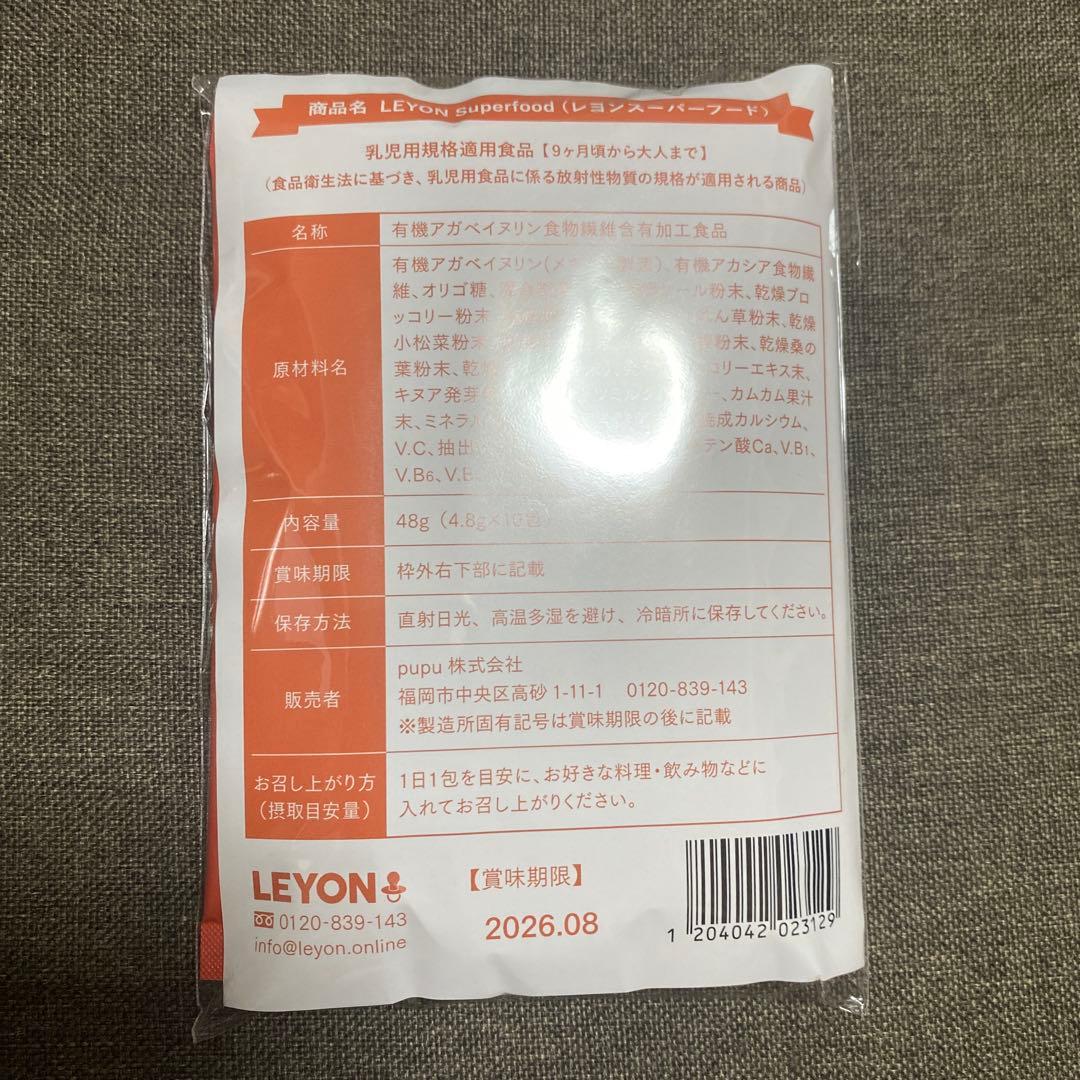 商品名 LEYON Superfood（レヨンスーパーフード）
乳児用規格適用食品【9ヶ月頃から大人まで】
（食品衛生法に基づき、乳児用食品に係る放射性物質の規格が適用される商品）
名称
有機アガベイヌリン食物繊維含有加工食品
原材料名
有機アガベイヌリン(メキ 製造)、有機アカシア食物繊
維、オリゴ糖、 ール粉末、乾燥ブロ
ッコリー粉末 れん草粉末、乾燥
小松菜粉末 粉末、乾燥桑の
葉粉末、乾燥 コリーエキス末、
キヌア発芽 カムカム果汁
末、ミネラル 焼成カルシウム、
V.C、抽出 テン酸Ca、V.B1、
V.B6、V.B
内容量
48g（4.8g×10包）
賞味期限
枠外右下部に記載
保存方法
直射日光、高温多湿を避け、冷暗所に保存してください。
販売者
pupu 株式会社
福岡市中央区高砂 1-11-1 0120-839-143
※製造所固有記号は賞味期限の後に記載
お召し上がり方
（摂取目安量）
1日1包を目安に、お好きな料理・飲み物などに
入れてお召し上がりください。
LEYON
0120-839-143
info@leyon.online
【賞味期限】
2026.08
1 204042 023129